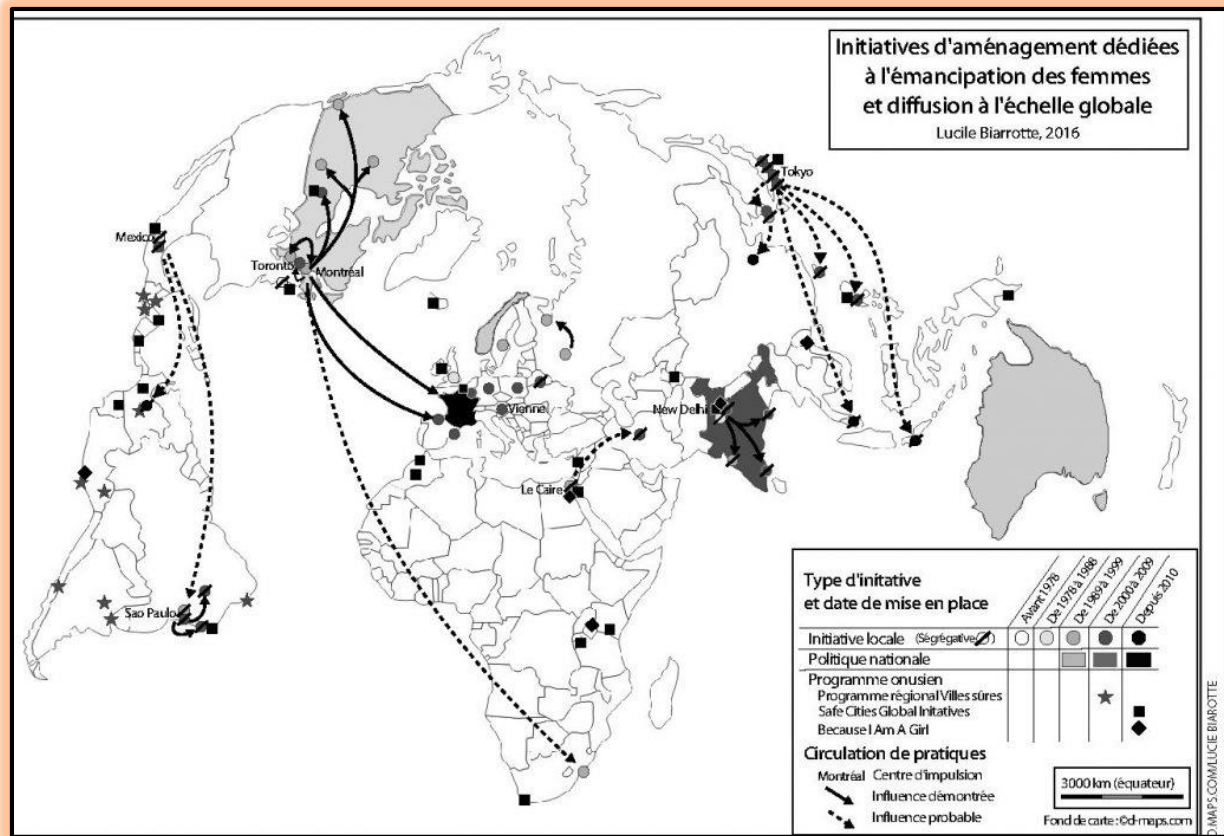 Initiatives d'aménagement dédiées
à l'émancipation des femmes
et diffusion à l'échelle globale
Lucile Biarrotte, 2016
Tokyo
Mexico
Toronto
Montréal
Vienne
New Delhi
Le Caire
Sao Paulo
Type d'initative
et date de mise en place
Avant 1978
De 1978 à 1988
De 1989 à 1999
De 2000 à 2009
Depuis 2010
Initiative locale (Ségrégative)
Politique nationale
Programme onusien
Programme régional Villes sûres
Safe Cities Global Initatives
Because I Am A Girl
Circulation de pratiques
Montréal Centre d'impulsion
Influence démontrée
Influence probable
3000 km (équateur)
Fond de carte : ©d-maps.com
D.MAPS.COM/LUCIE BIAROTTE